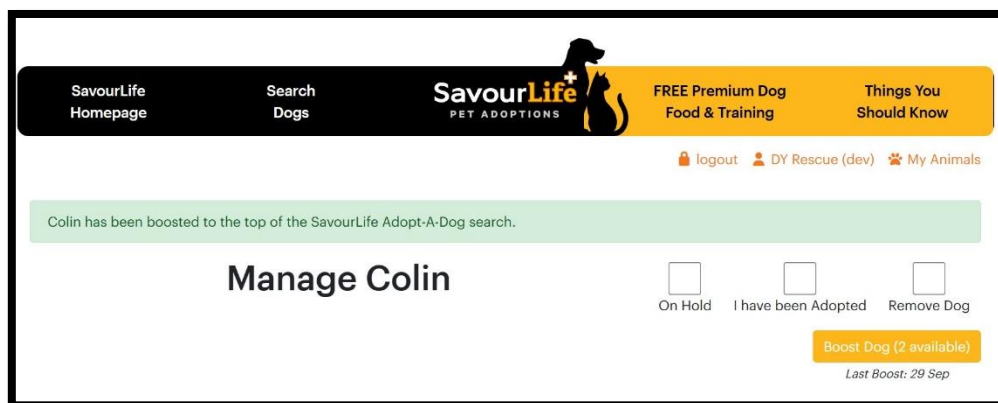 SavourLife
Homepage
Search
Dogs
SavourLife
PET ADOPTIONS
FREE Premium Dog
Food & Training
Things You
Should Know
logout DY Rescue (dev) My Animals
Colin has been boosted to the top of the SavourLife Adopt-A-Dog search.
Manage Colin
On Hold I have been Adopted Remove Dog
Boost Dog (2 available)
Last Boost: 29 Sep